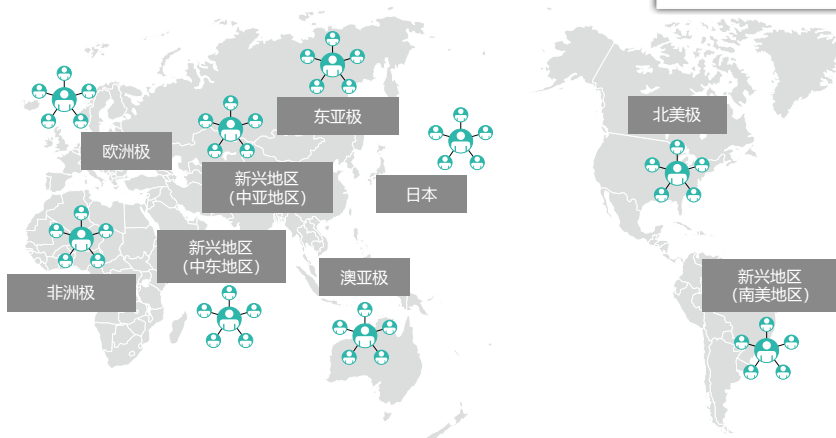 东亚极
北美极
欧洲极
新兴地区
（中亚地区）
日本
新兴地区
（中东地区）
澳亚极
非洲极
新兴地区
（南美地区）